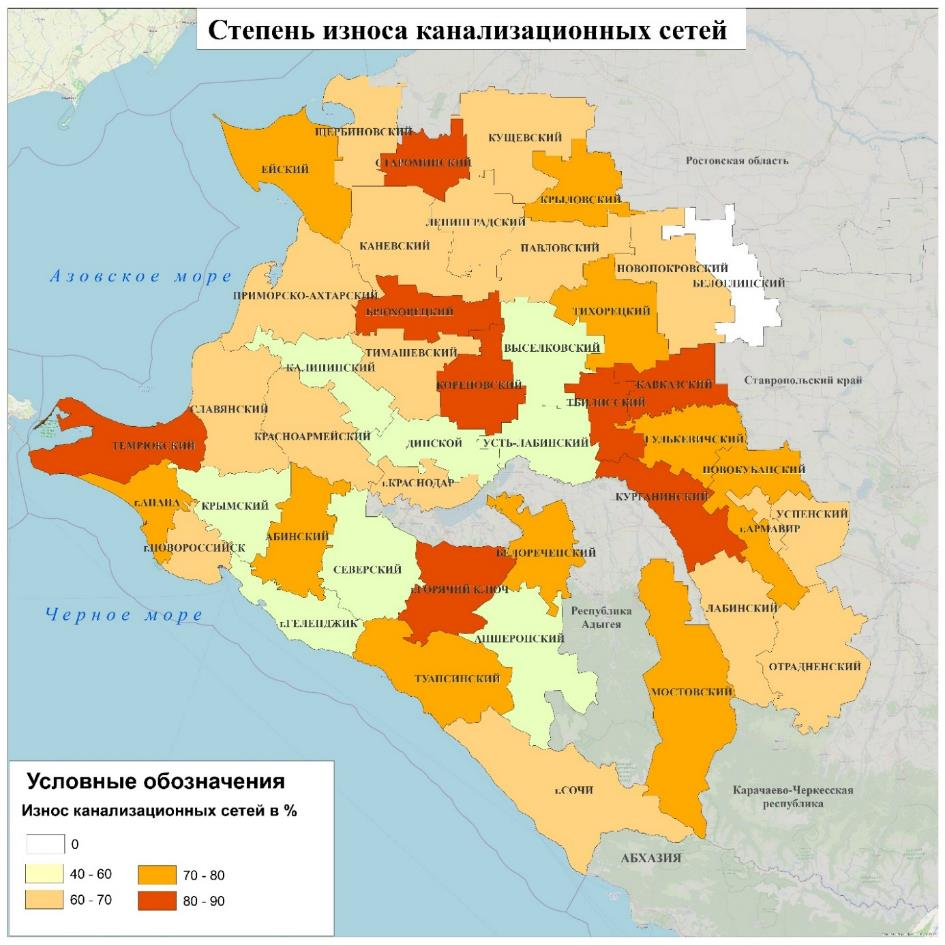 Степень износа канализационных сетей
ЩЕРБИНОВСКИЙ
КУЩЕВСКИЙ
СТАРОМИНСКИЙ
ЕЙСКИЙ
Ростовская область
КРЫЛОВСКИЙ
ЛЕНИНГРАДСКИЙ
КАНЕВСКИЙ
ПАВЛОВСКИЙ
НОВОПОКРОВСКИЙ
Азовское море
БЕЛОГЛИНСКИЙ
ПРИМОРСКО-АХТАРСКИЙ
БРЮХОВЕЦКИЙ
ТИХОРЕЦКИЙ
ВЫСЕЛКОВСКИЙ
ТИМАШЕВСКИЙ
КАЛИНИНСКИЙ
Ставропольский край
КОРЕНОВСКИЙ
КАВКАЗСКИЙ
ТБИЛИССКИЙ
СЛАВЯНСКИЙ
КРАСНОАРМЕЙСКИЙ
ДИНСКОЙ
УСТЬ-ЛАБИНСКИЙ
ГУЛЬКЕВИЧСКИЙ
ТЕМРЮКСКИЙ
НОВОКУБАНСКИЙ
г.КРАСНОДАР
КУРГАНИНСКИЙ
г.АНАПА
КРЫМСКИЙ
УСПЕНСКИЙ
г.АРМАВИР
АБИНСКИЙ
г.НОВОРОССИЙСК
БЕЛОРЕЧЕНСКИЙ
СЕВЕРСКИЙ
г.ГОРЯЧИЙ КЛЮЧ
Черное море
ЛАБИНСКИЙ
Республика
Адыгея
г.ГЕЛЕНДЖИК
АПШЕРОНСКИЙ
ОТРАДНЕНСКИЙ
ТУАПСИНСКИЙ
МОСТОВСКИЙ
г.СОЧИ
Карачаево-Черкесская
республика
АБХАЗИЯ
Условные обозначения
Износ канализационных сетей в %
0
40 - 60
70 - 80
60 - 70
80 - 90